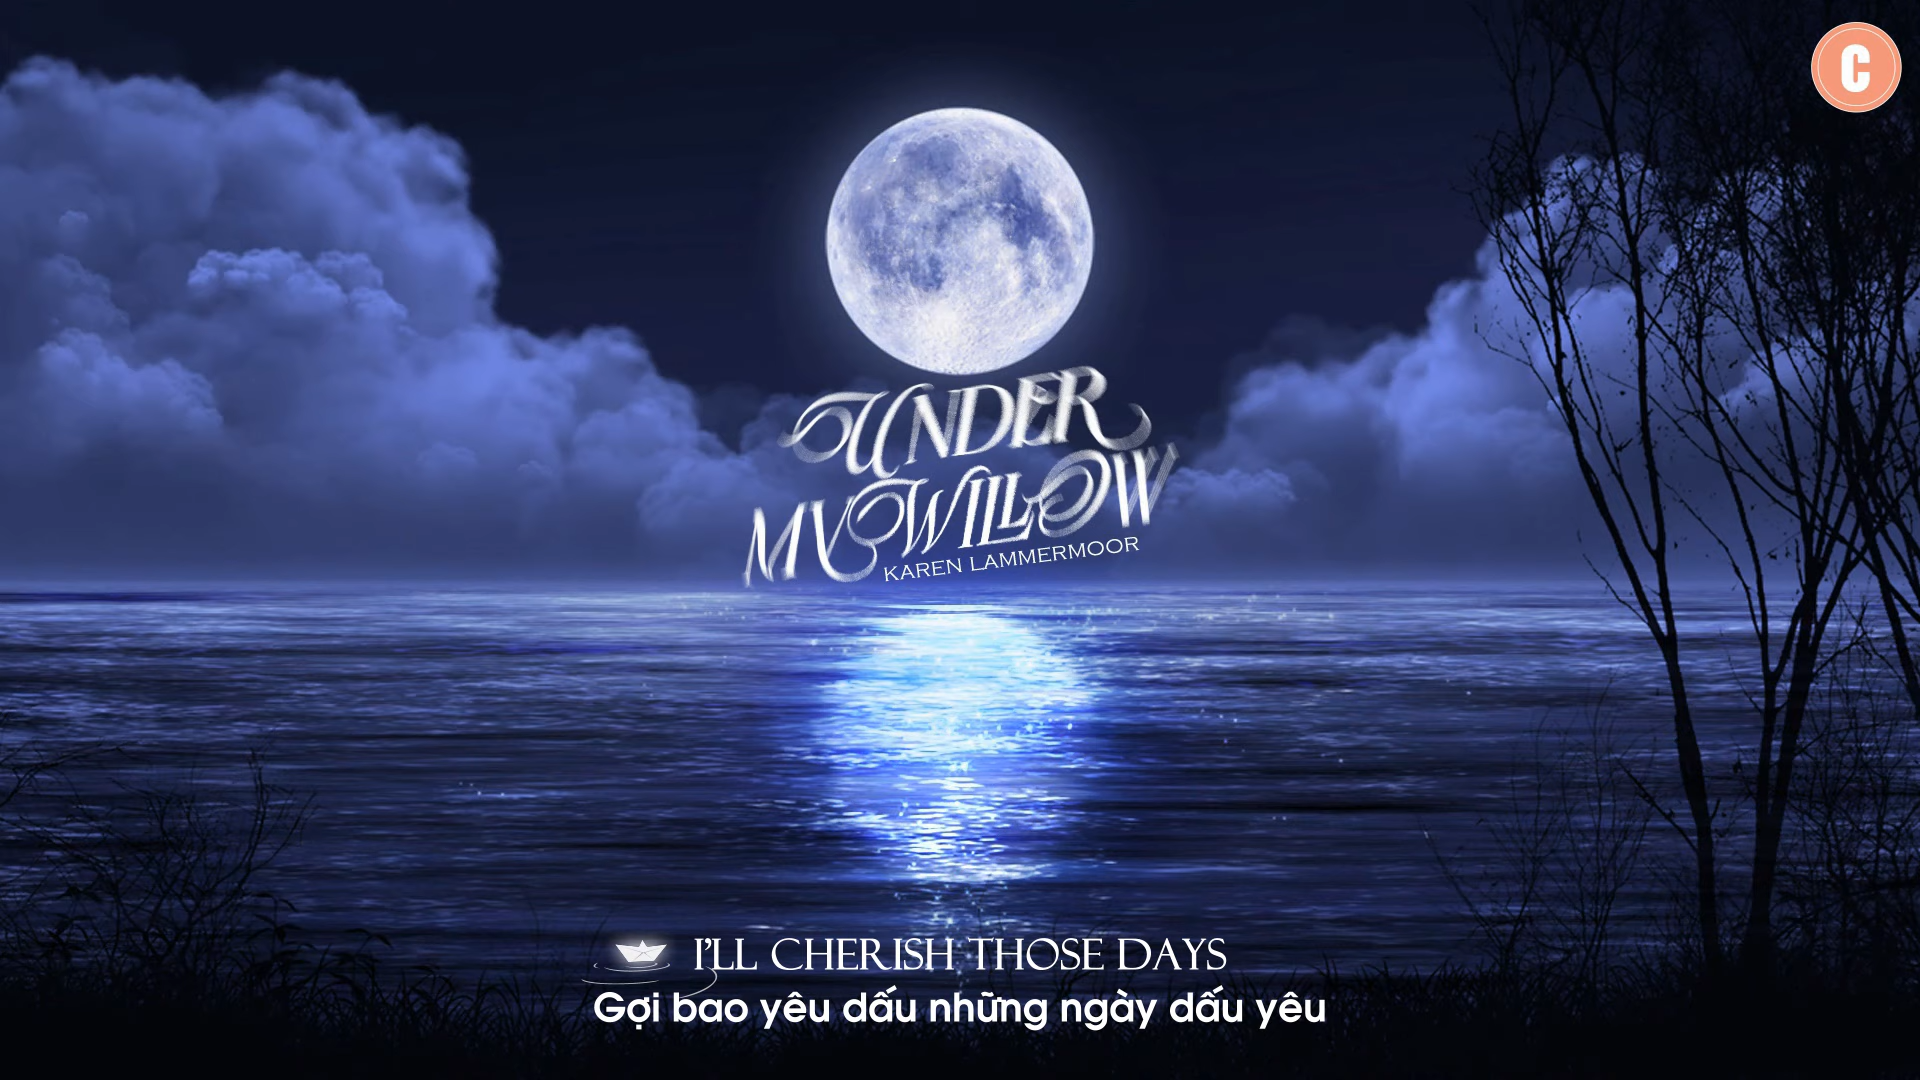 C
UNDER
MY WILLOW
KAREN LAMMERMOOR
I'LL CHERISH THOSE DAYS
Gợi bao yêu dấu những ngày dấu yêu